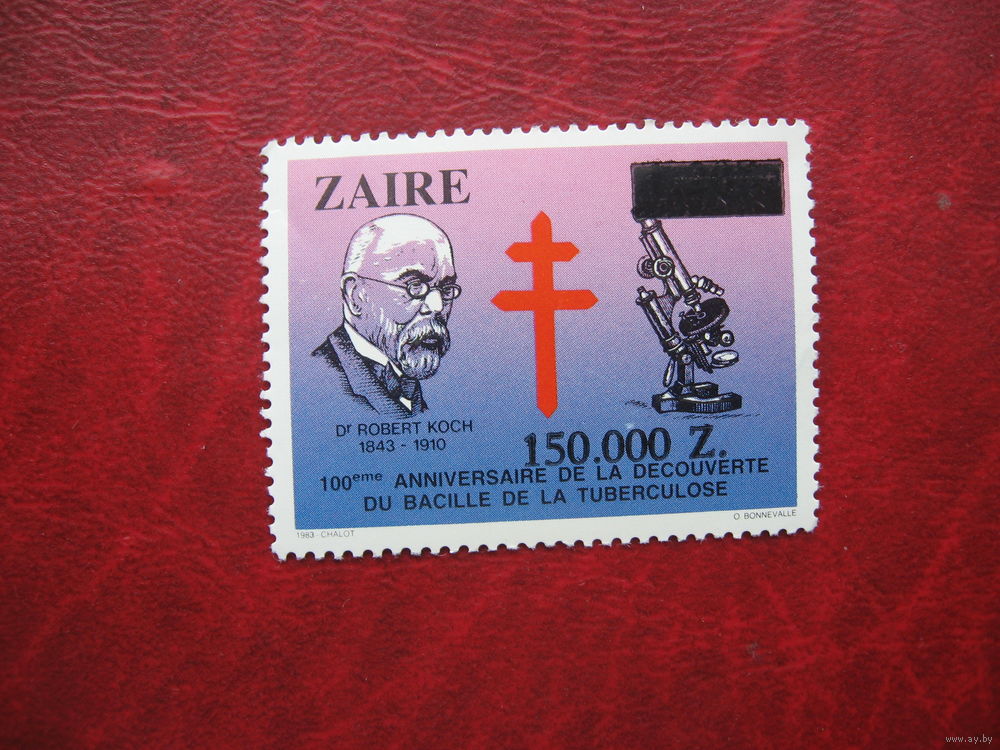 ZAIRE
Dr ROBERT KOCH
1843 - 1910
150.000 Z.
100eme ANNIVERSAIRE DE LA DECOUVERTE
DU BACILLE DE LA TUBERCULOSE
1983 - CHALOT
O. BONNEVALLE
www.ay.by